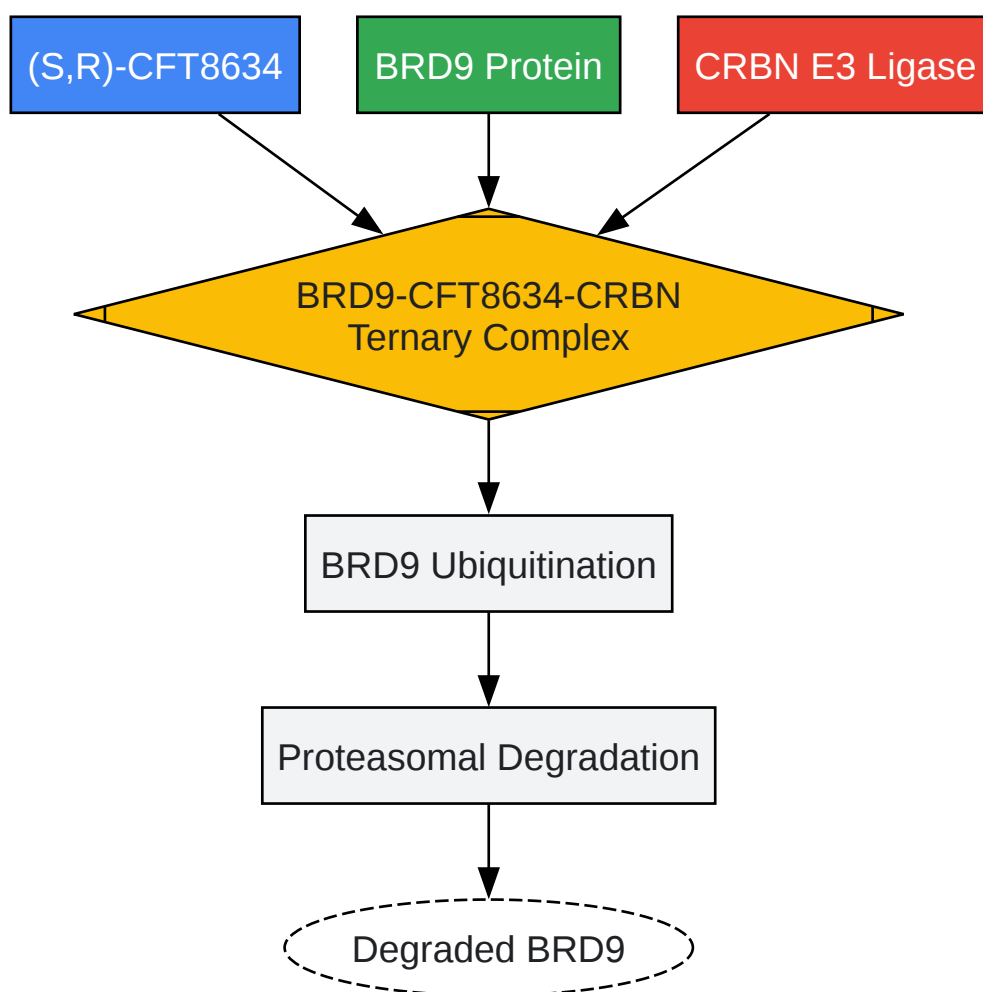 (S,R)-CFT8634
BRD9 Protein
CRBN E3 Ligase
BRD9-CFT8634-CRBN
Ternary Complex
BRD9 Ubiquitination
Proteasomal Degradation
Degraded BRD9